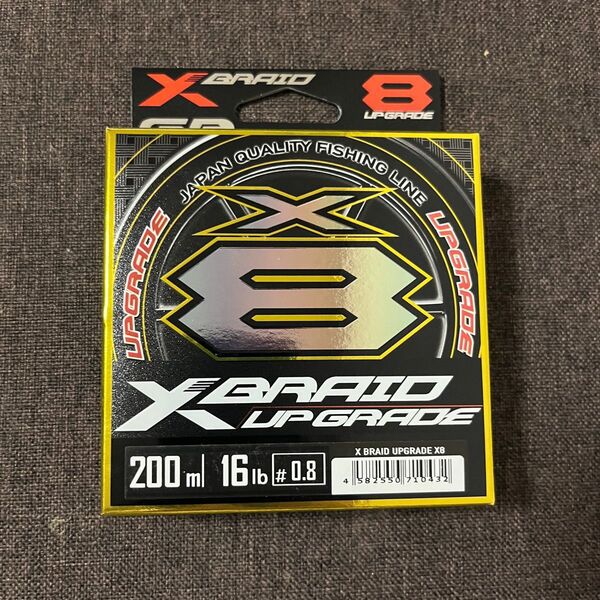 X BRAID
8
UPGRADE
JAPAN QUALITY FISHING LINE
UPGRADE
X
8
UPGRADE
X BRAID
UPGRADE
X BRAID UPGRADE X8
200m 16lb #0.8
4 582550 710432